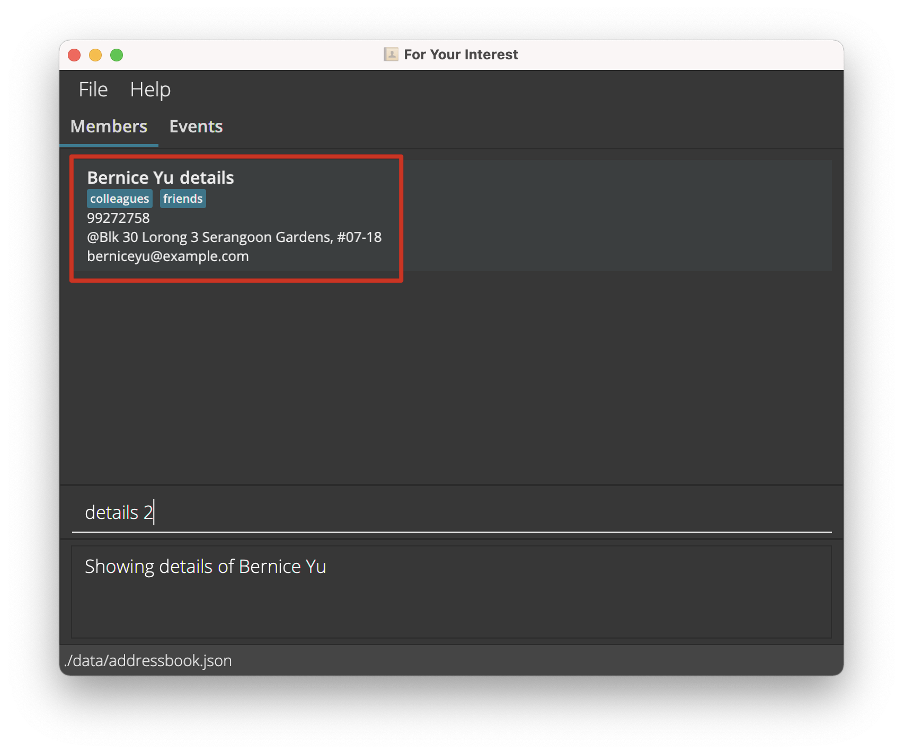 For Your Interest
File Help
Members Events
Bernice Yu details
colleagues friends
99272758
@Blk 30 Lorong 3 Serangoon Gardens, #07-18
berniceyu@example.com
details 2
Showing details of Bernice Yu
./data/addressbook.json